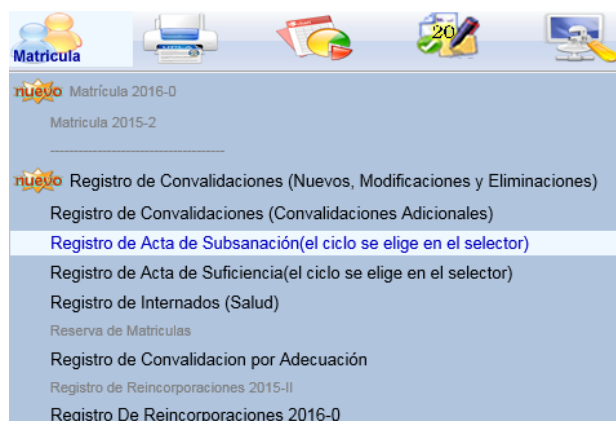 20
Matricula
nuevo Matrícula 2016-0
Matricula 2015-2
-------------------------------------
nuevo Registro de Convalidaciones (Nuevos, Modificaciones y Eliminaciones)
Registro de Convalidaciones (Convalidaciones Adicionales)
Registro de Acta de Subsanación(el ciclo se elige en el selector)
Registro de Acta de Suficiencia(el ciclo se elige en el selector)
Registro de Internados (Salud)
Reserva de Matriculas
Registro de Convalidacion por Adecuación
Registro de Reincorporaciones 2015-II
Registro De Reincorporaciones 2016-0